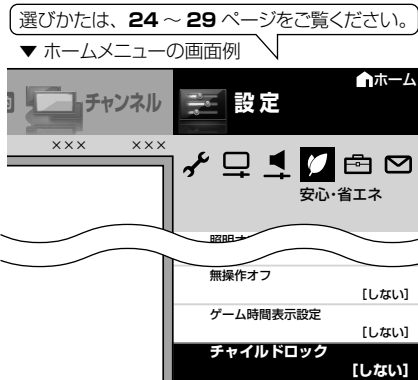 選びかたは、24～29 ページをご覧ください。
▼ ホームメニューの画面例
ホーム
チャンネル
設定
××× ×××
安心・省エネ
照明オ
無操作オフ
[しない]
ゲーム時間表示設定
[しない]
チャイルドロック
[しない]